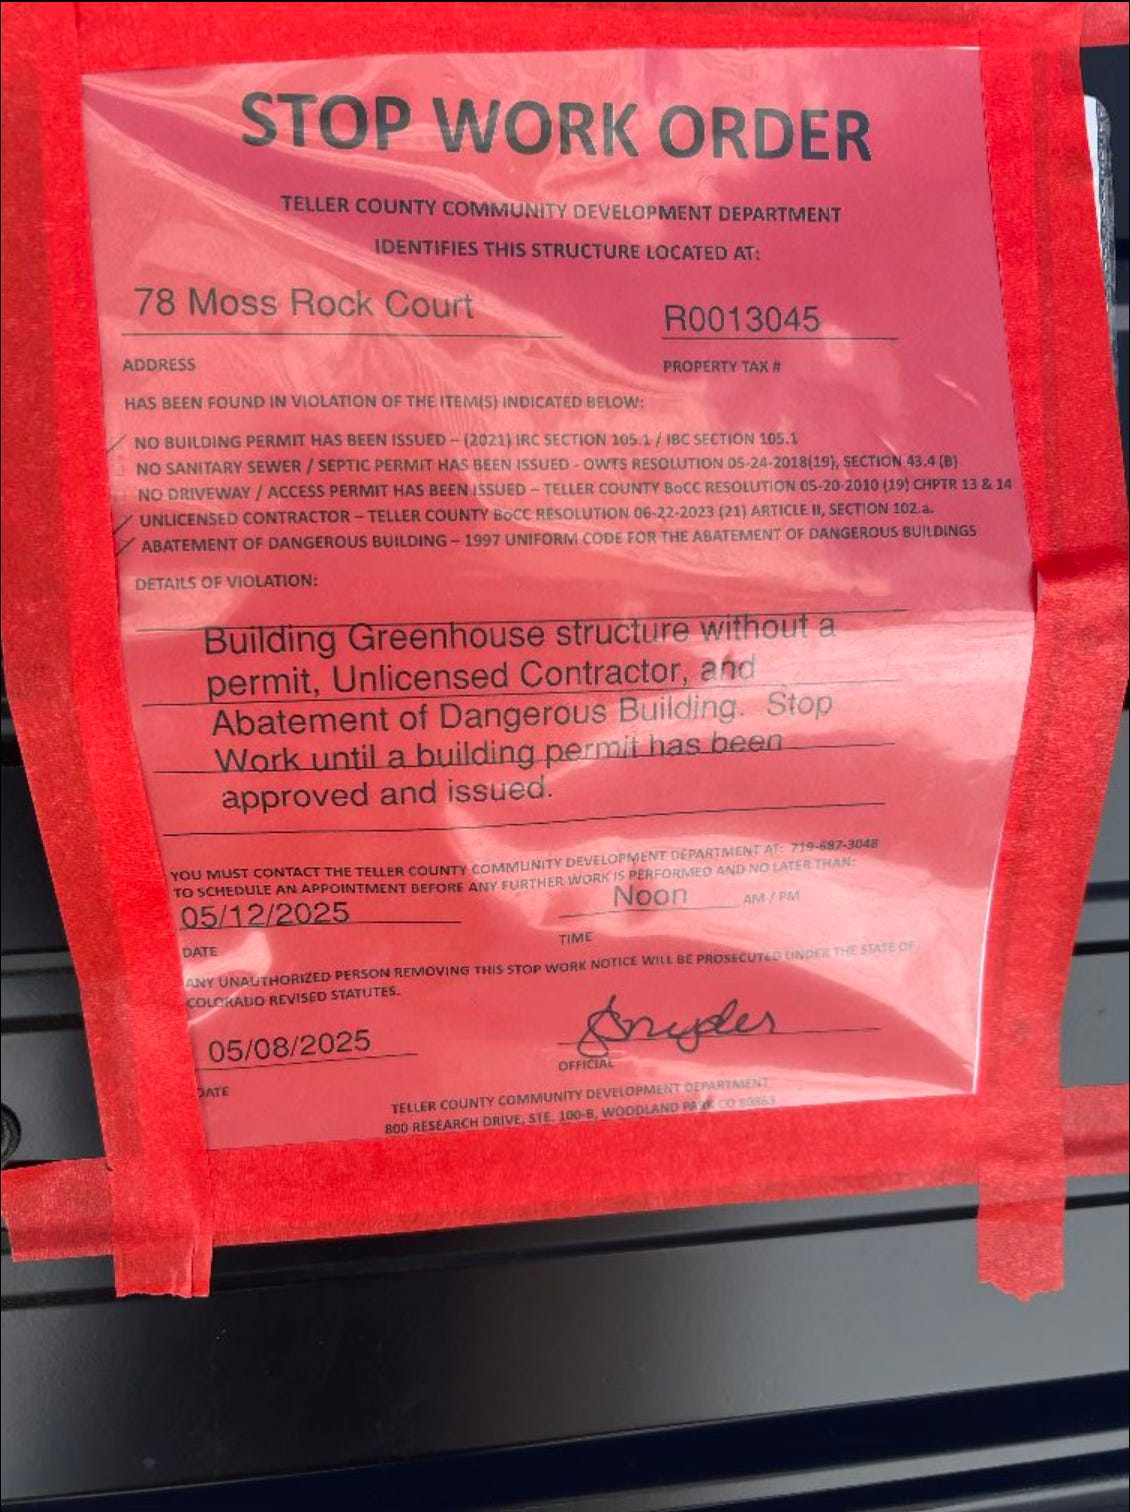 STOP WORK ORDER
TELLER COUNTY COMMUNITY DEVELOPMENT DEPARTMENT
IDENTIFIES THIS STRUCTURE LOCATED AT:
78 Moss Rock Court R0013045
ADDRESS PROPERTY TAX #
HAS BEEN FOUND IN VIOLATION OF THE ITEM(S) INDICATED BELOW:
NO BUILDING PERMIT HAS BEEN ISSUED – (2021) IRC SECTION 105.1 / IBC SECTION 105.1
NO SANITARY SEWER / SEPTIC PERMIT HAS BEEN ISSUED - OWTS RESOLUTION 05-24-2018(19), SECTION 43.4 (B)
NO DRIVEWAY / ACCESS PERMIT HAS BEEN ISSUED – TELLER COUNTY BoCC RESOLUTION 05-20-2010 (19) CHPTR 13 & 14
UNLICENSED CONTRACTOR – TELLER COUNTY BoCC RESOLUTION 06-22-2023 (21) ARTICLE II, SECTION 102.a.
ABATEMENT OF DANGEROUS BUILDING – 1997 UNIFORM CODE FOR THE ABATEMENT OF DANGEROUS BUILDINGS
DETAILS OF VIOLATION:
Building Greenhouse structure without a
permit, Unlicensed Contractor, and
Abatement of Dangerous Building. Stop
Work until a building permit has been
approved and issued.
YOU MUST CONTACT THE TELLER COUNTY COMMUNITY DEVELOPMENT DEPARTMENT AT: 719-687-3048
TO SCHEDULE AN APPOINTMENT BEFORE ANY FURTHER WORK IS PERFORMED AND NO LATER THAN:
05/12/2025 Noon AM / PM
DATE TIME
ANY UNAUTHORIZED PERSON REMOVING THIS STOP WORK NOTICE WILL BE PROSECUTED UNDER THE STATE OF
COLORADO REVISED STATUTES.
05/08/2025 Snyder
DATE OFFICIAL
TELLER COUNTY COMMUNITY DEVELOPMENT DEPARTMENT
800 RESEARCH DRIVE, STE. 100-B, WOODLAND PARK CO 80863